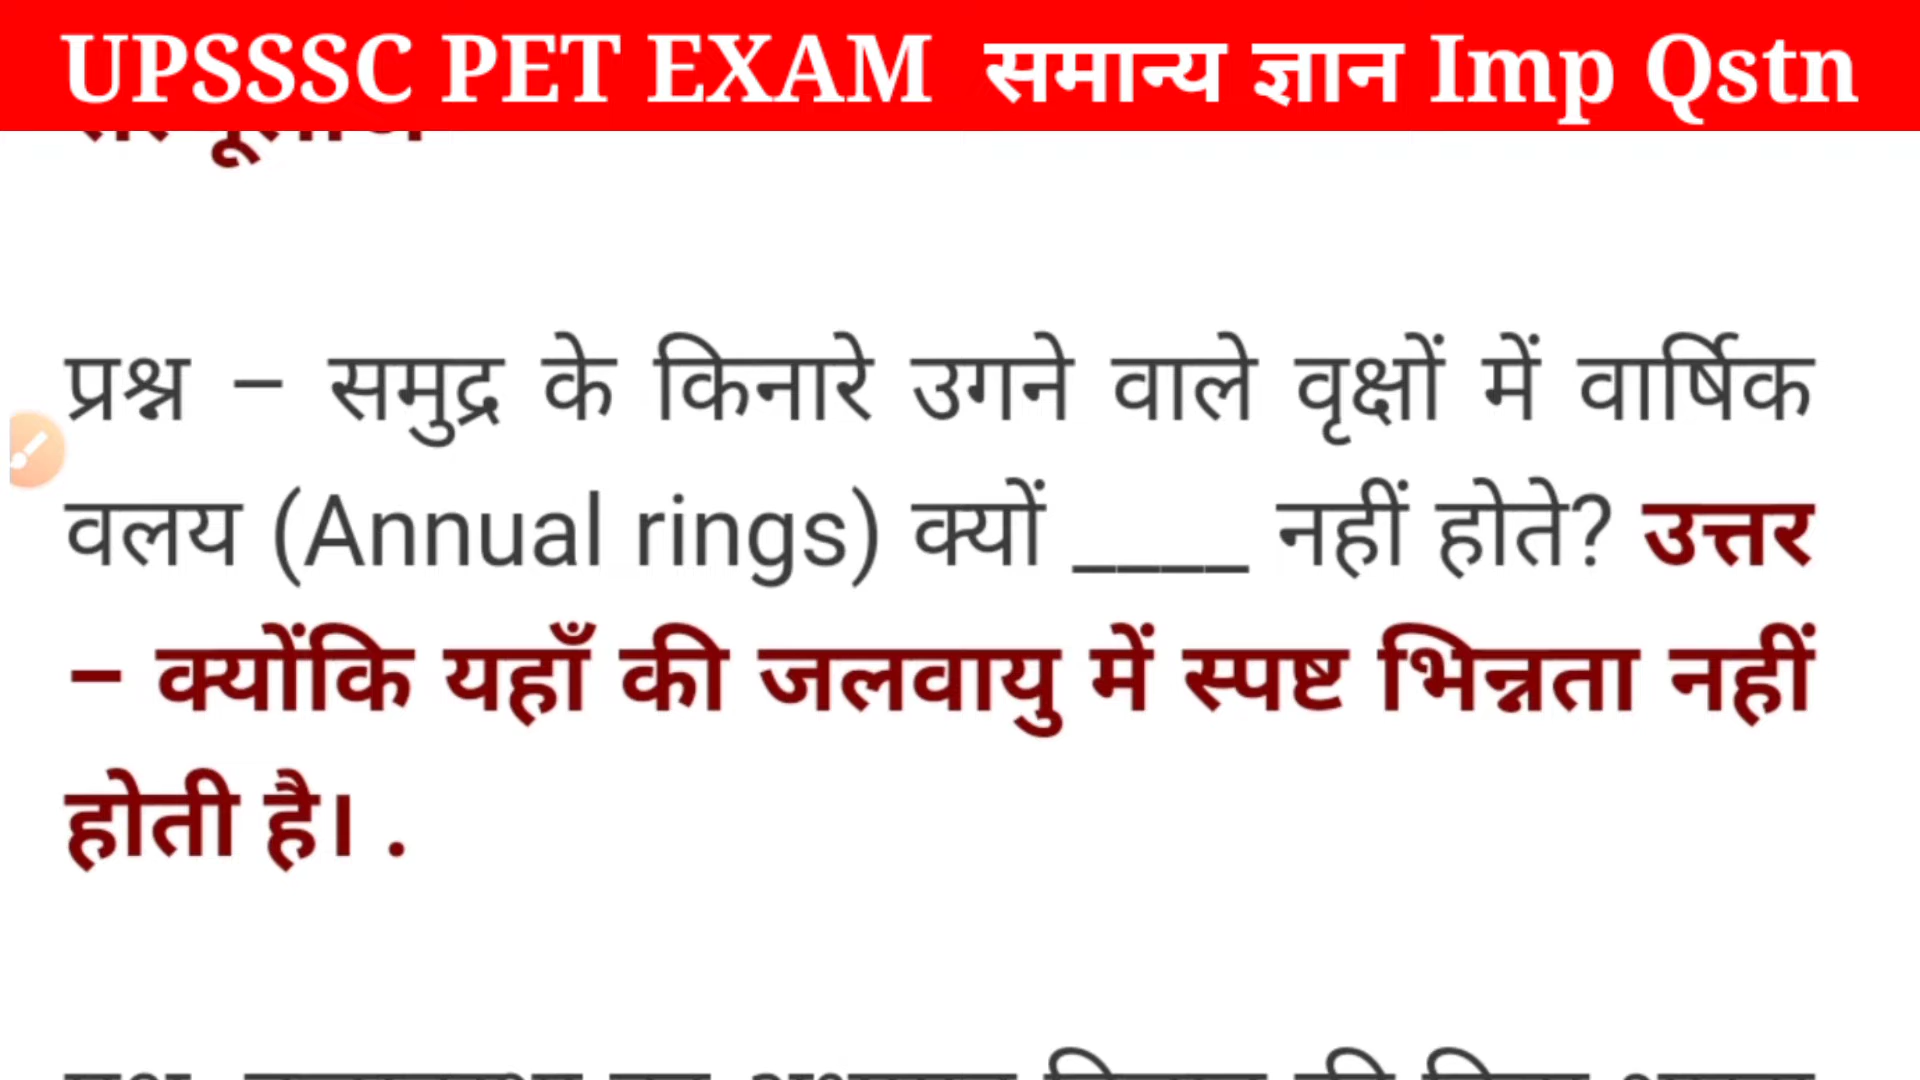 UPSSSC PET EXAM समान्य ज्ञान Imp Qstn
प्रश्न – समुद्र के किनारे उगने वाले वृक्षों में वार्षिक
वलय (Annual rings) क्यों ____ नहीं होते? उत्तर
– क्योंकि यहाँ की जलवायु में स्पष्ट भिन्नता नहीं
होती है। .